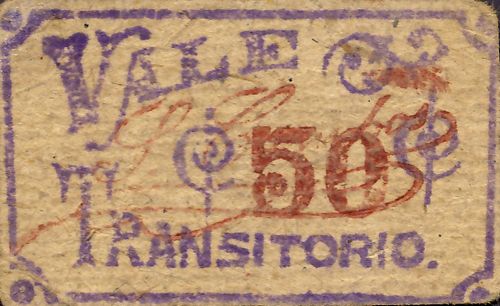 VALE
¢ 50 ¢
TRANSITORIO.